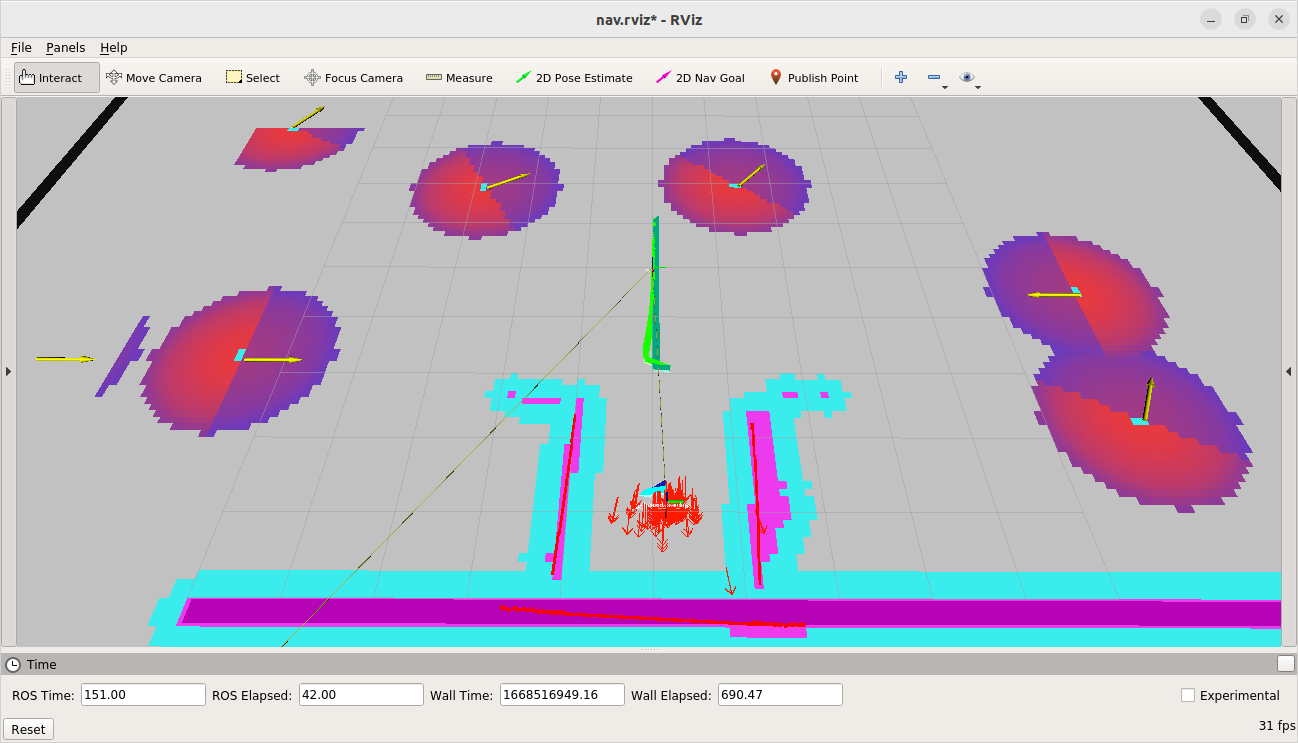 nav.rviz* - RViz
File Panels Help
Interact Move Camera Select Focus Camera Measure 2D Pose Estimate 2D Nav Goal Publish Point
Time
ROS Time: 151.00 ROS Elapsed: 42.00 Wall Time: 1668516949.16 Wall Elapsed: 690.47 Experimental
Reset 31 fps